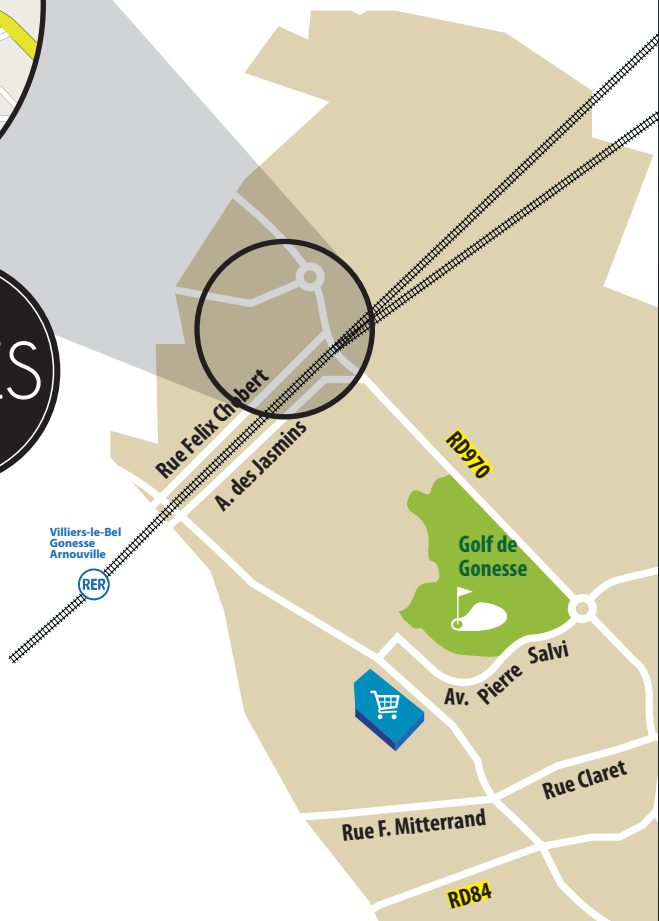 ES
Rue Felix Chobert
A. des Jasmins
RD970
Villiers-le-Bel
Gonesse
Arnouville
RER
Golf de
Gonesse
Av. Pierre Salvi
Rue Claret
Rue F. Mitterrand
RD84